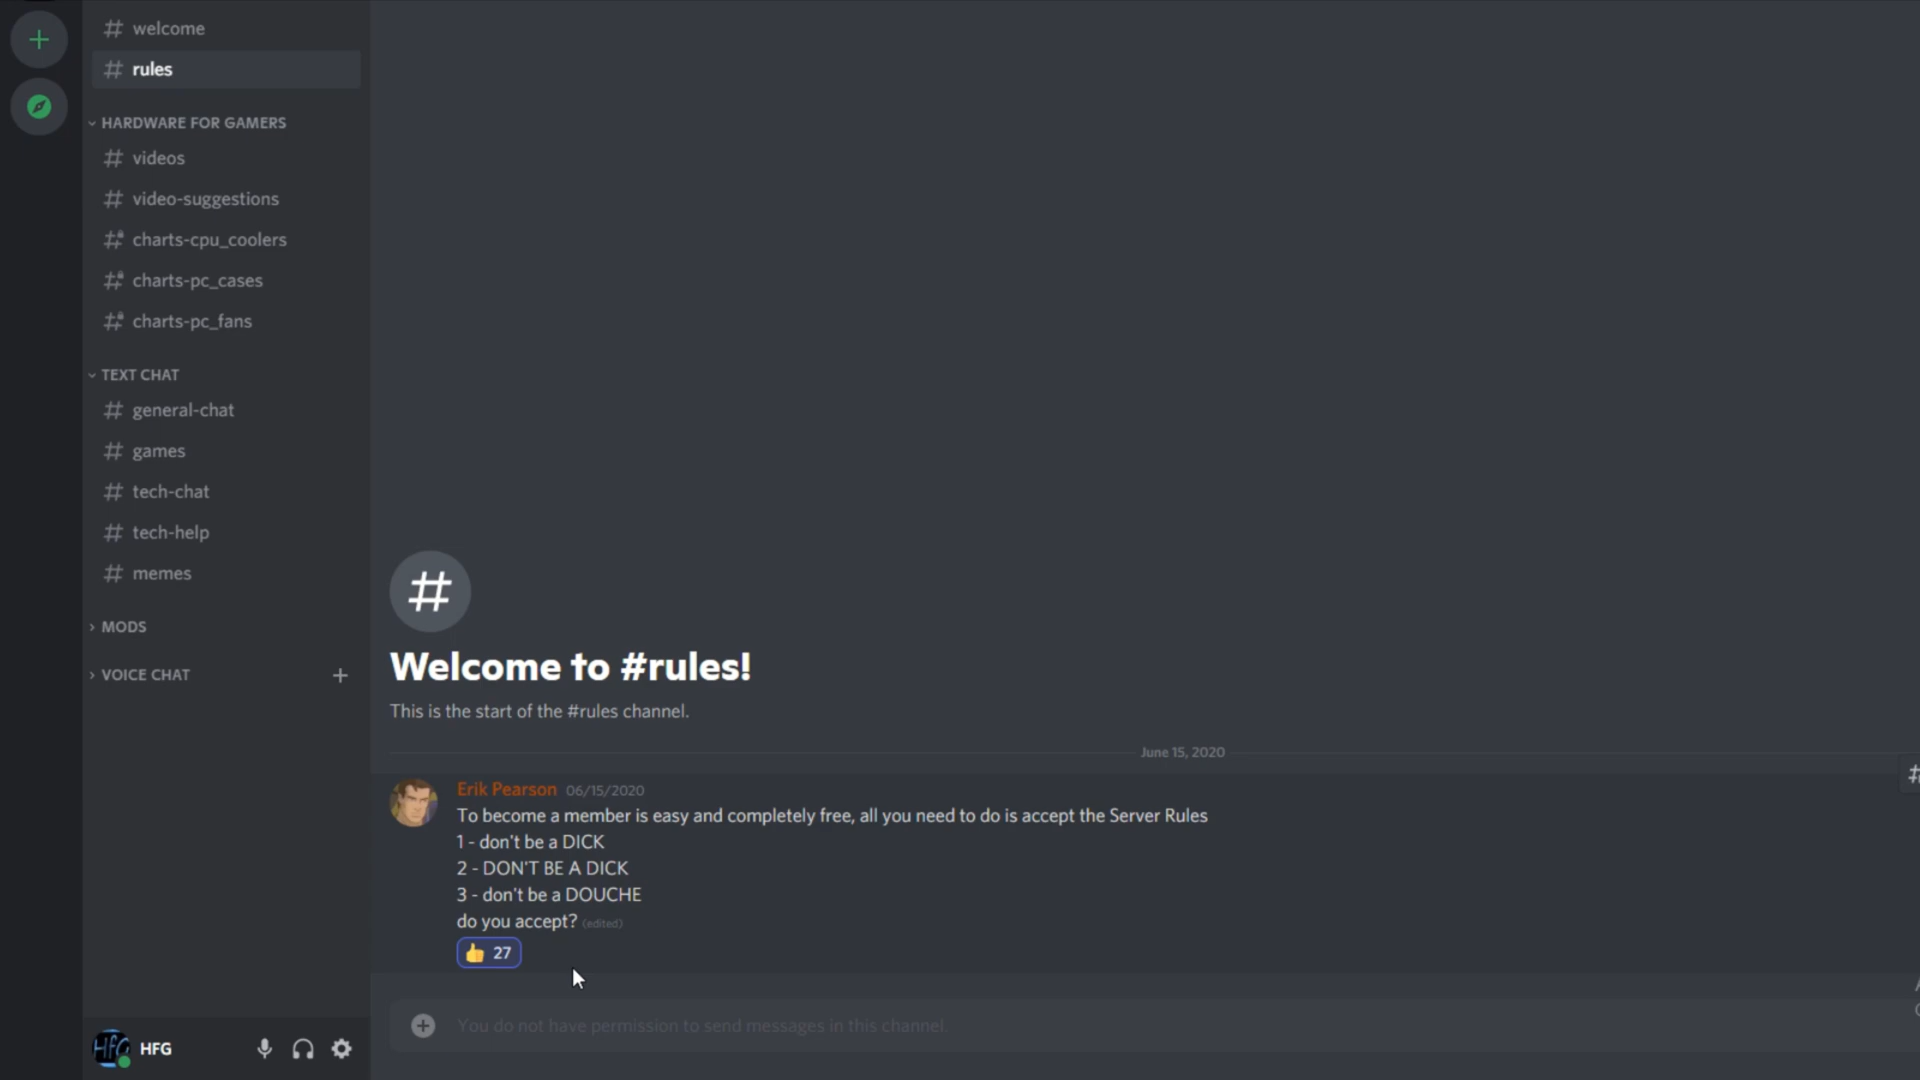 welcome
rules
HARDWARE FOR GAMERS
videos
video-suggestions
charts-cpu_coolers
charts-pc_cases
charts-pc_fans
TEXT CHAT
general-chat
games
tech-chat
tech-help
memes
MODS
VOICE CHAT
HFG
Welcome to #rules!
This is the start of the #rules channel.
June 15, 2020
Erik Pearson 06/15/2020
To become a member is easy and completely free, all you need to do is accept the Server Rules
1 - don't be a DICK
2 - DON'T BE A DICK
3 - don't be a DOUCHE
do you accept? (edited)
👍 27
You do not have permission to send messages in this channel.